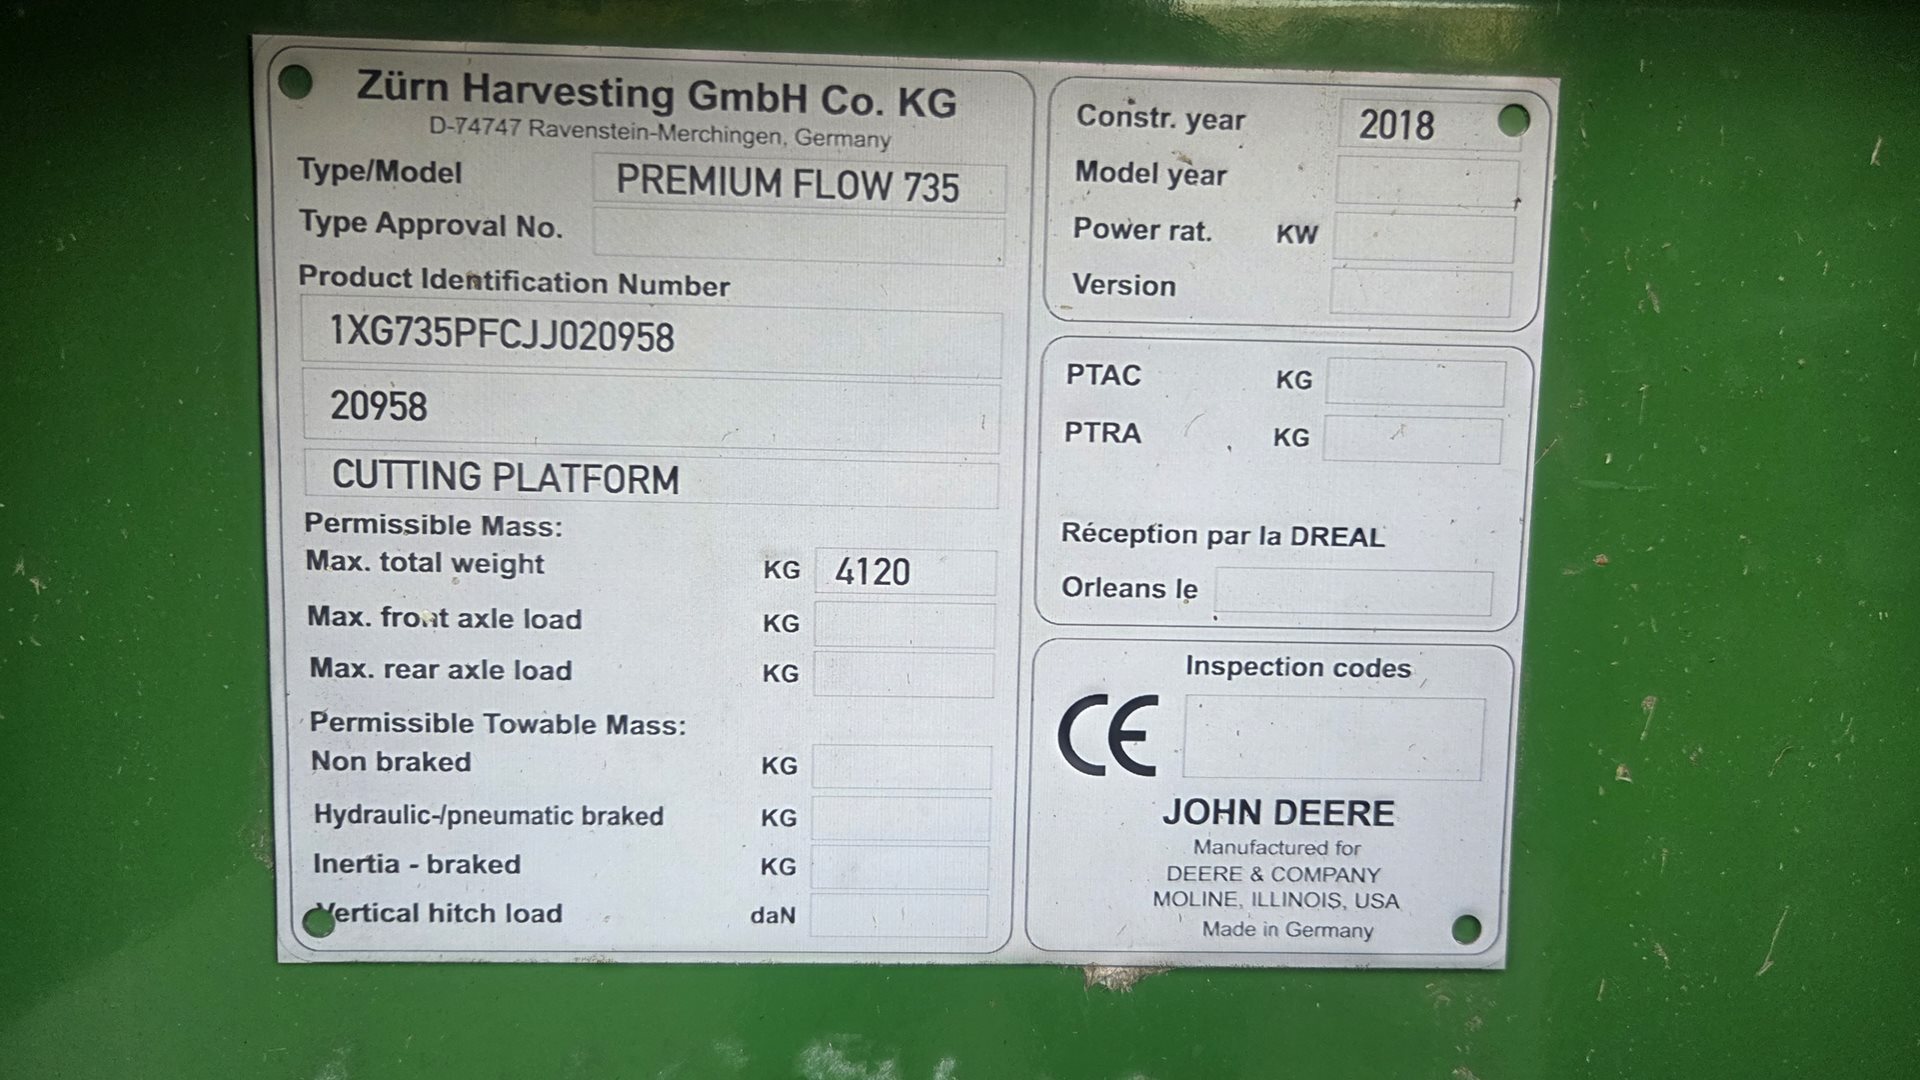 Zürn Harvesting GmbH Co. KG
D-74747 Ravenstein-Merchingen, Germany
Type/Model PREMIUM FLOW 735
Type Approval No.
Product Identification Number
1XG735PFCJJ020958
20958
CUTTING PLATFORM
Permissible Mass:
Max. total weight KG 4120
Max. front axle load KG
Max. rear axle load KG
Permissible Towable Mass:
Non braked KG
Hydraulic-/pneumatic braked KG
Inertia - braked KG
Vertical hitch load daN
Constr. year 2018
Model year
Power rat. KW
Version
PTAC KG
PTRA KG
Réception par la DREAL
Orleans le
Inspection codes
CE
JOHN DEERE
Manufactured for
DEERE & COMPANY
MOLINE, ILLINOIS, USA
Made in Germany